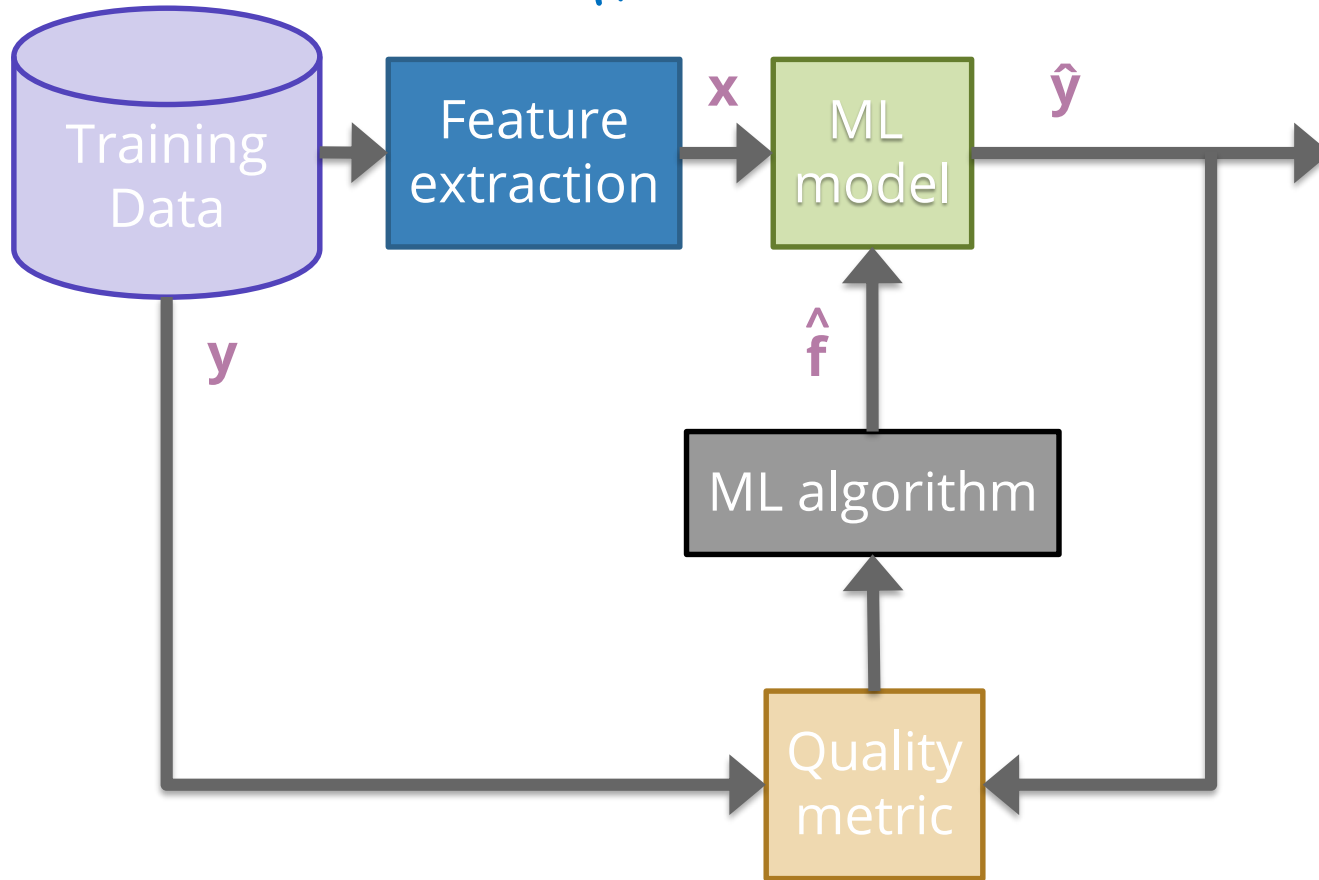 Training
Data
Feature
extraction
x
ML
model
ŷ
y
f̂
ML algorithm
Quality
metric